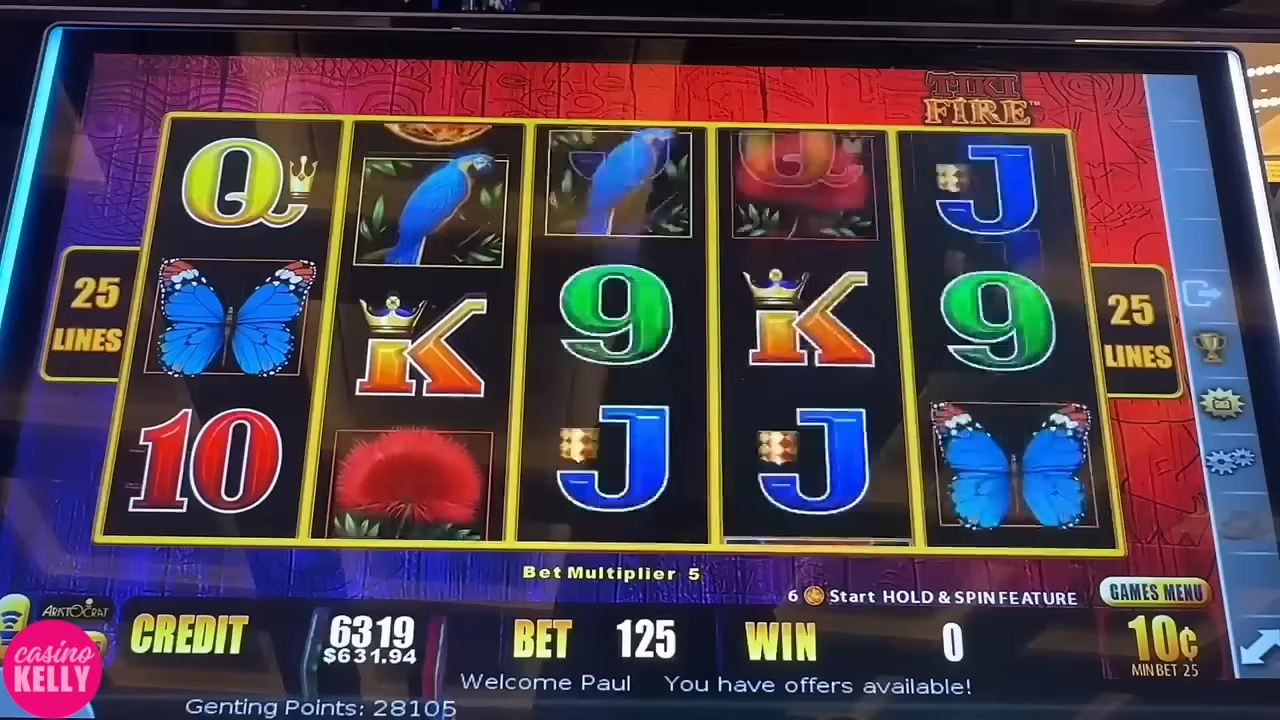 TIKI
FIRE™
Q
Q
J
25
LINES
K
9
K
9
25
LINES
10
J
J
Bet Multiplier 5
6 Start HOLD & SPIN FEATURE
GAMES MENU
ARISTOCRAT
CREDIT
6319
$631.94
BET
125
WIN
0
10¢
MIN BET 25
casino
KELLY
Welcome Paul
You have offers available!
Genting Points: 28105